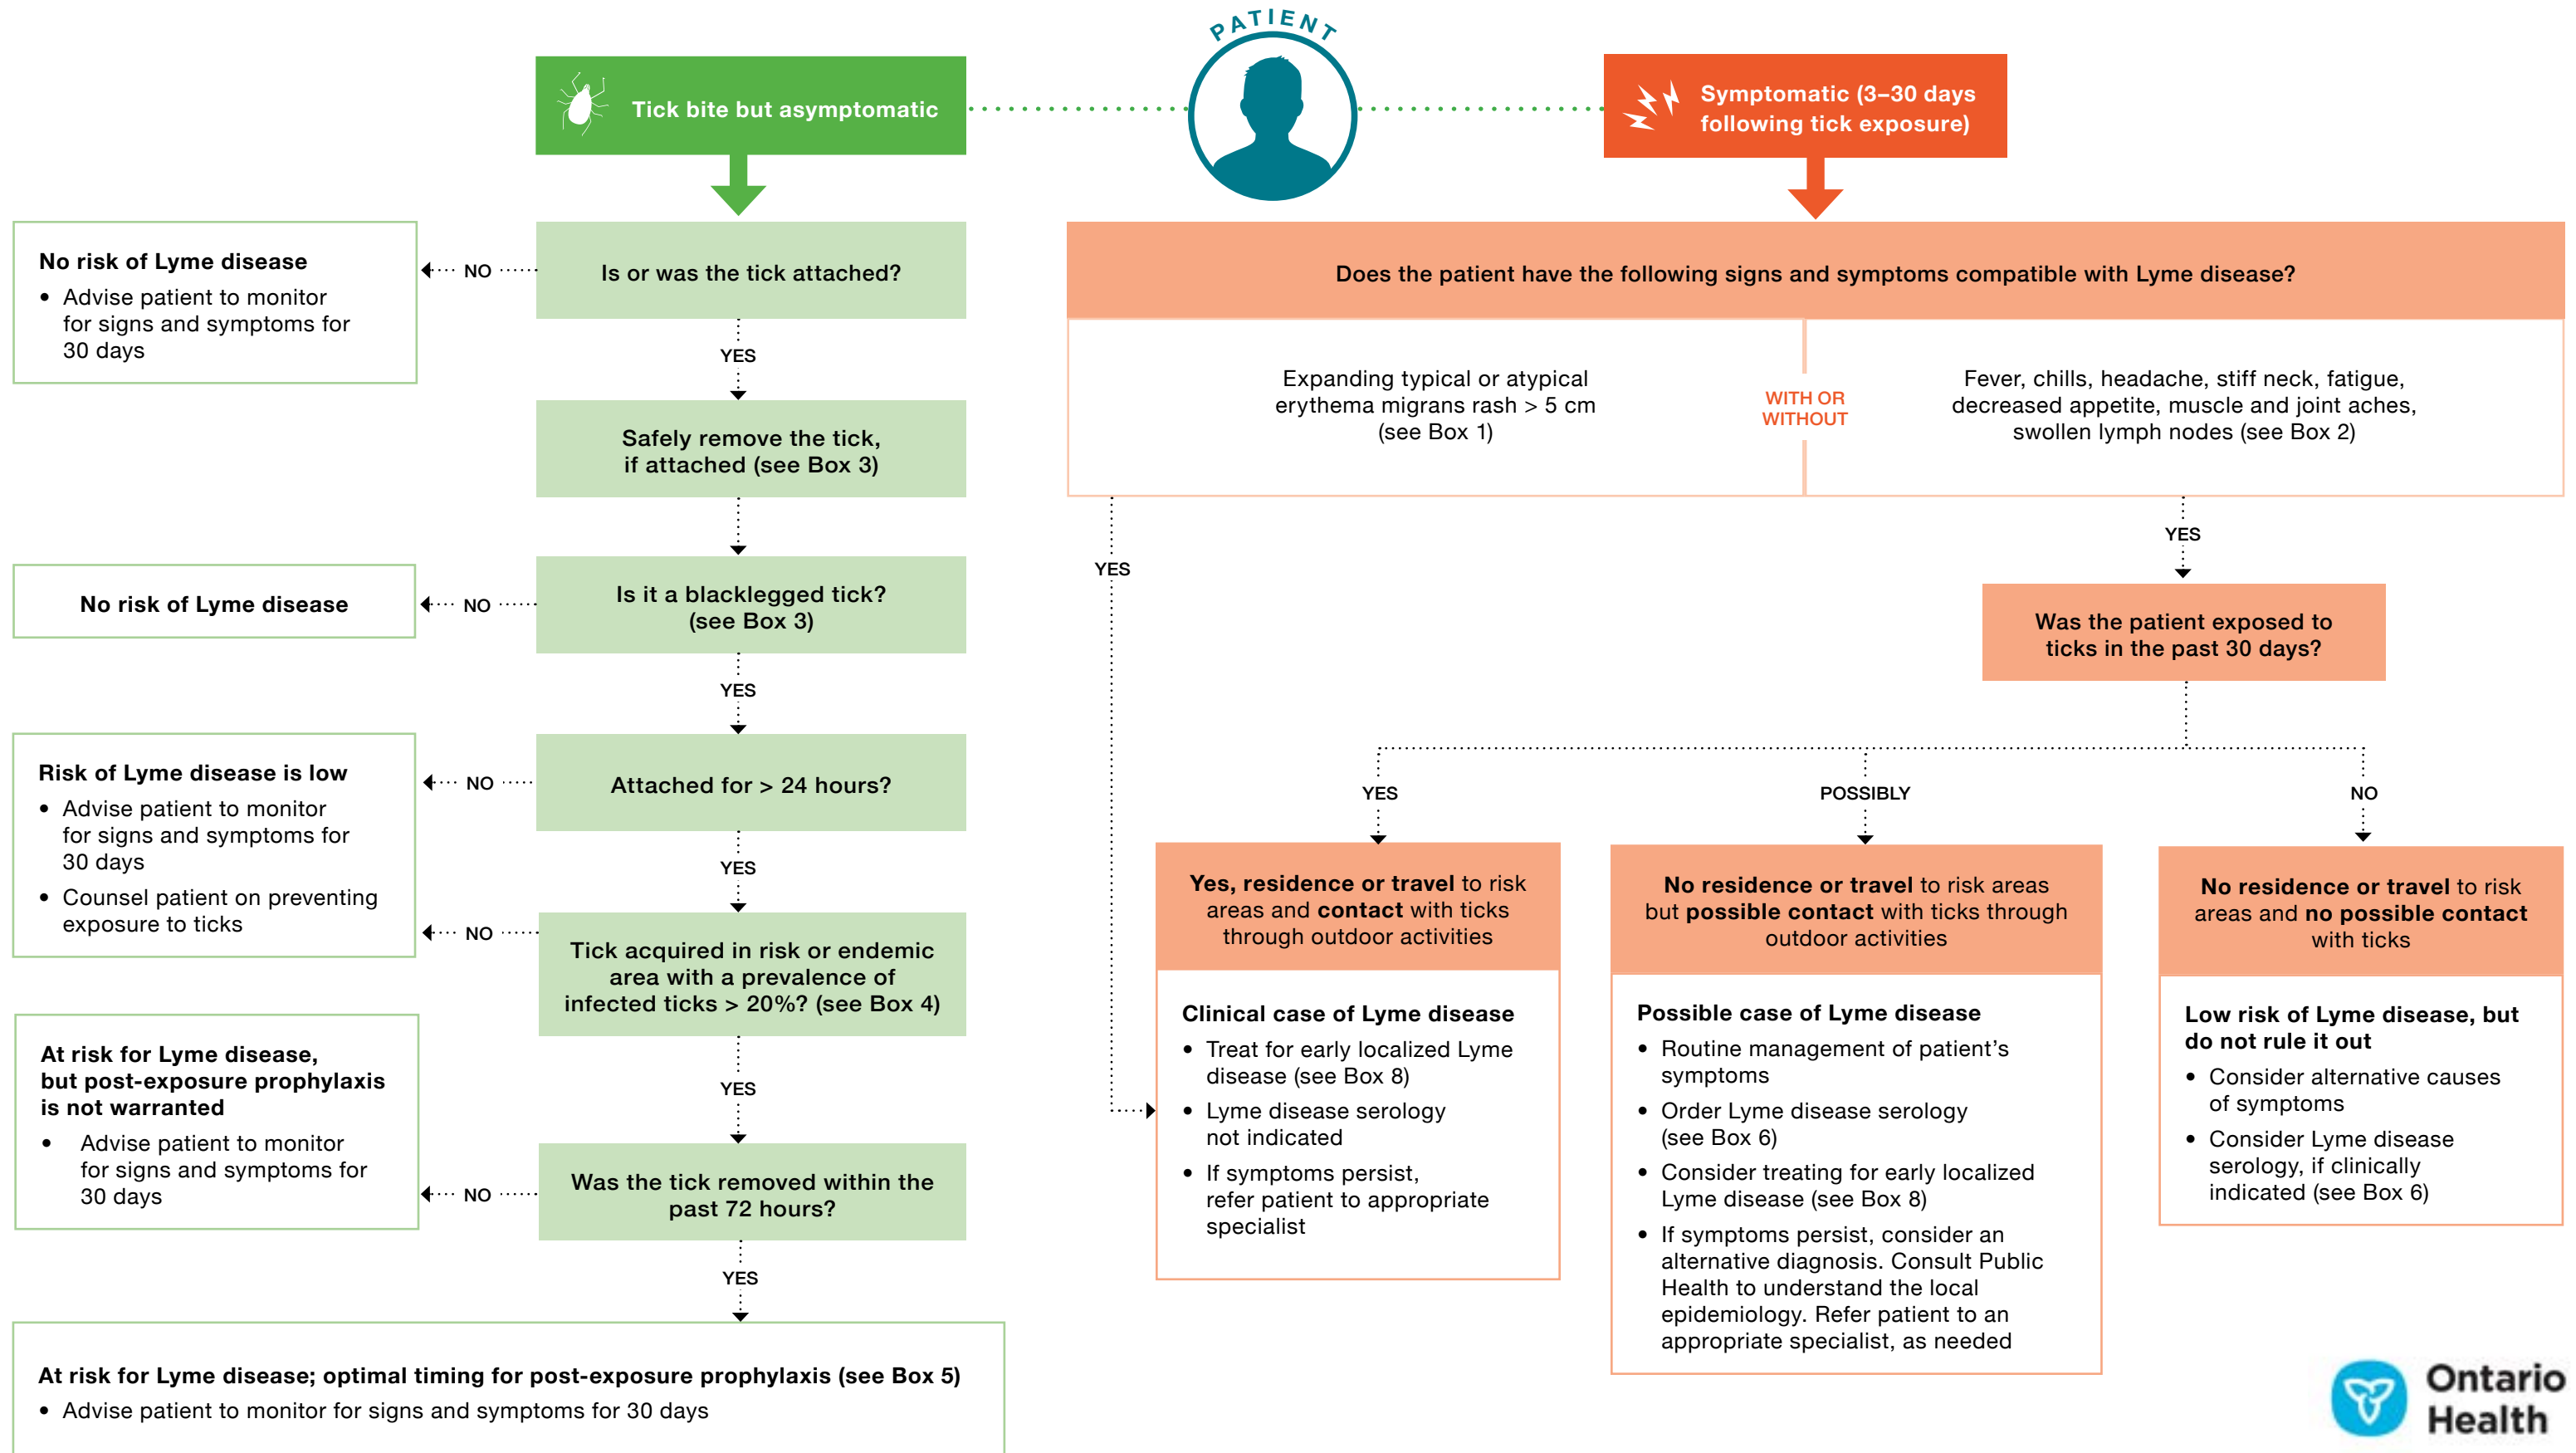 PATIENT
Tick bite but asymptomatic
Symptomatic (3–30 days
following tick exposure)
No risk of Lyme disease
• Advise patient to monitor
for signs and symptoms for
30 days
NO
Is or was the tick attached?
YES
Safely remove the tick,
if attached (see Box 3)
No risk of Lyme disease
NO
Is it a blacklegged tick?
(see Box 3)
YES
Risk of Lyme disease is low
• Advise patient to monitor
for signs and symptoms for
30 days
• Counsel patient on preventing
exposure to ticks
NO
Attached for > 24 hours?
YES
NO
Tick acquired in risk or endemic
area with a prevalence of
infected ticks > 20%? (see Box 4)
YES
At risk for Lyme disease,
but post-exposure prophylaxis
is not warranted
• Advise patient to monitor
for signs and symptoms for
30 days
NO
Was the tick removed within the
past 72 hours?
YES
At risk for Lyme disease; optimal timing for post-exposure prophylaxis (see Box 5)
• Advise patient to monitor for signs and symptoms for 30 days
Does the patient have the following signs and symptoms compatible with Lyme disease?
Expanding typical or atypical
erythema migrans rash > 5 cm
(see Box 1)
WITH OR
WITHOUT
Fever, chills, headache, stiff neck, fatigue,
decreased appetite, muscle and joint aches,
swollen lymph nodes (see Box 2)
YES
YES
Was the patient exposed to
ticks in the past 30 days?
YES
POSSIBLY
NO
Yes, residence or travel to risk
areas and contact with ticks
through outdoor activities
Clinical case of Lyme disease
• Treat for early localized Lyme
disease (see Box 8)
• Lyme disease serology
not indicated
• If symptoms persist,
refer patient to appropriate
specialist
No residence or travel to risk areas
but possible contact with ticks through
outdoor activities
Possible case of Lyme disease
• Routine management of patient’s
symptoms
• Order Lyme disease serology
(see Box 6)
• Consider treating for early localized
Lyme disease (see Box 8)
• If symptoms persist, consider an
alternative diagnosis. Consult Public
Health to understand the local
epidemiology. Refer patient to an
appropriate specialist, as needed
No residence or travel to risk
areas and no possible contact
with ticks
Low risk of Lyme disease, but
do not rule it out
• Consider alternative causes
of symptoms
• Consider Lyme disease
serology, if clinically
indicated (see Box 6)
Ontario
Health